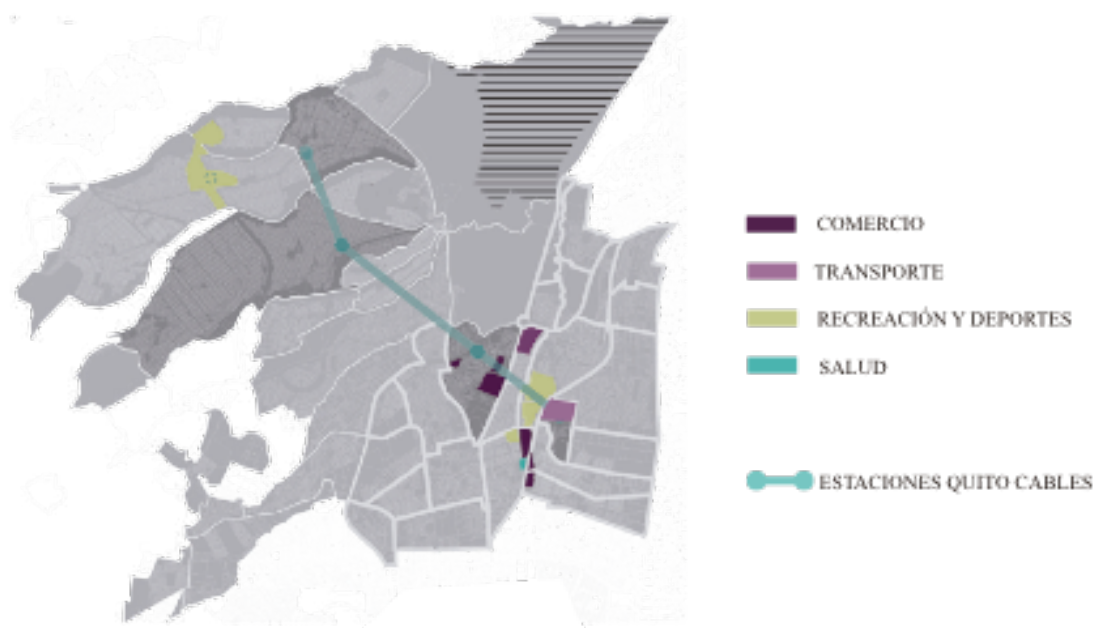 COMERCIO
TRANSPORTE
RECREACIÓN Y DEPORTES
SALUD
ESTACIONES QUITO CABLES